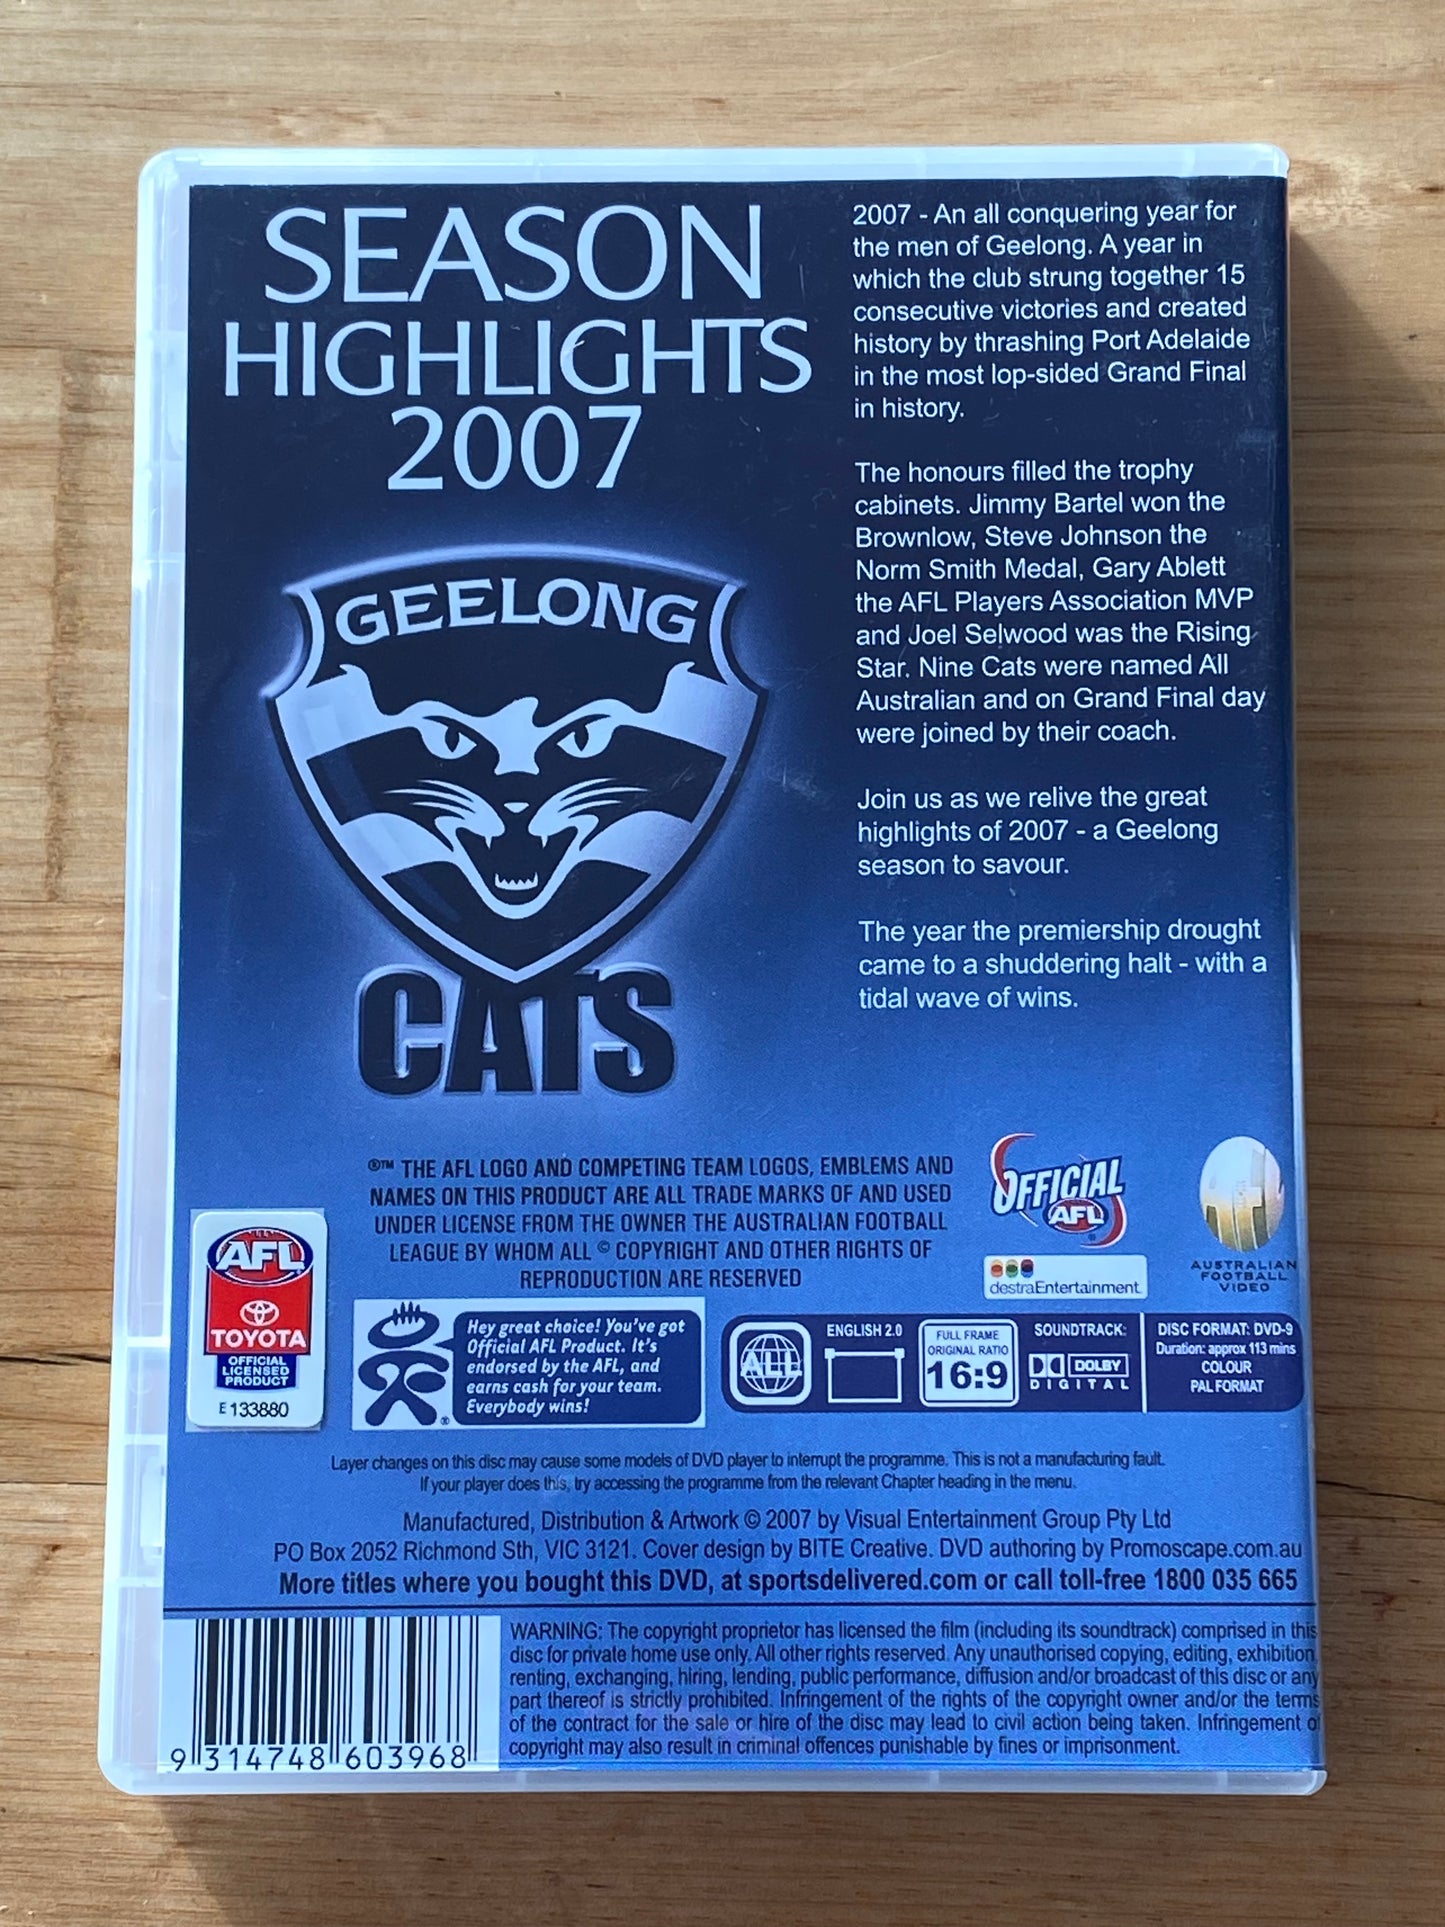 SEASON
HIGHLIGHTS
2007
GEELONG
CATS
2007 - An all conquering year for
the men of Geelong. A year in
which the club strung together 15
consecutive victories and created
history by thrashing Port Adelaide
in the most lop-sided Grand Final
in history.
The honours filled the trophy
cabinets. Jimmy Bartel won the
Brownlow, Steve Johnson the
Norm Smith Medal, Gary Ablett
the AFL Players Association MVP
and Joel Selwood was the Rising
Star. Nine Cats were named All
Australian and on Grand Final day
were joined by their coach.
Join us as we relive the great
highlights of 2007 - a Geelong
season to savour.
The year the premiership drought
came to a shuddering halt - with a
tidal wave of wins.
®™ THE AFL LOGO AND COMPETING TEAM LOGOS, EMBLEMS AND
NAMES ON THIS PRODUCT ARE ALL TRADE MARKS OF AND USED
UNDER LICENSE FROM THE OWNER THE AUSTRALIAN FOOTBALL
LEAGUE BY WHOM ALL © COPYRIGHT AND OTHER RIGHTS OF
REPRODUCTION ARE RESERVED
OFFICIAL
AFL
destraEntertainment
AUSTRALIAN
FOOTBALL
VIDEO
AFL
TOYOTA
OFFICIAL
LICENSED
PRODUCT
E 133880
Hey great choice! You've got
Official AFL Product. It's
endorsed by the AFL, and
earns cash for your team.
Everybody wins!
®
ALL
ENGLISH 2.0
FULL FRAME
ORIGINAL RATIO
16:9
SOUNDTRACK:
DOLBY
DIGITAL
DISC FORMAT: DVD-9
Duration: approx 113 mins
COLOUR
PAL FORMAT
Layer changes on this disc may cause some models of DVD player to interrupt the programme. This is not a manufacturing fault.
If your player does this, try accessing the programme from the relevant Chapter heading in the menu.
Manufactured, Distribution & Artwork © 2007 by Visual Entertainment Group Pty Ltd
PO Box 2052 Richmond Sth, VIC 3121. Cover design by BITE Creative. DVD authoring by Promoscape.com.au
More titles where you bought this DVD, at sportsdelivered.com or call toll-free 1800 035 665
9 314748 603968
WARNING: The copyright proprietor has licensed the film (including its soundtrack) comprised in this
disc for private home use only. All other rights reserved. Any unauthorised copying, editing, exhibition,
renting, exchanging, hiring, lending, public performance, diffusion and/or broadcast of this disc or any
part thereof is strictly prohibited. Infringement of the rights of the copyright owner and/or the terms
of the contract for the sale or hire of the disc may lead to civil action being taken. Infringement of
copyright may also result in criminal offences punishable by fines or imprisonment.